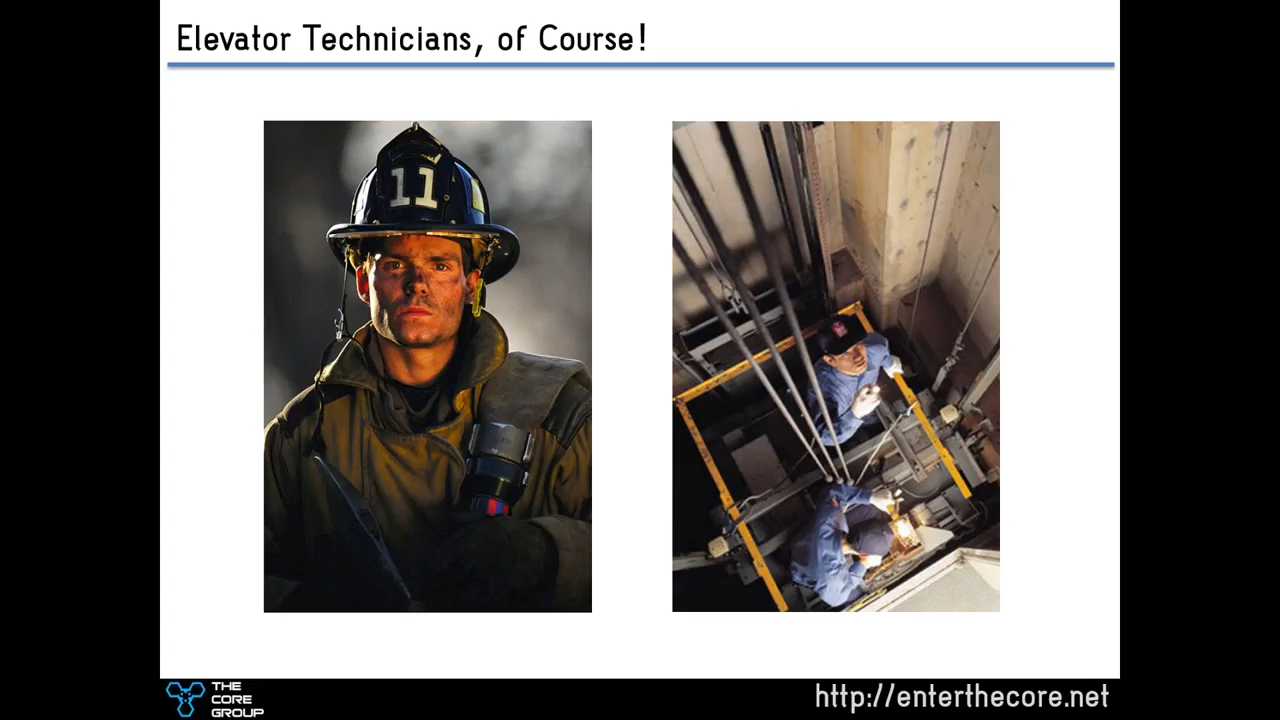 Elevator Technicians, of Course!
11
THE
CORE
GROUP
http://enterthecore.net